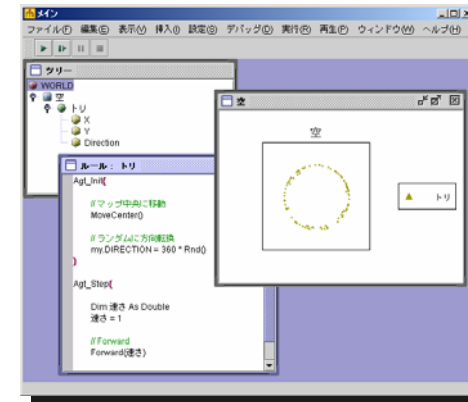 メイン
ファイル(F) 編集(E) 表示(V) 挿入(I) 設定(S) デバッグ(D) 実行(R) 再生(P) ウィンドウ(W) ヘルプ(H)
ツリー
WORLD
空
トリ
X
Y
Direction
ルール : トリ
Agt_Init{
//マップ中央に移動
MoveCenter()
//ランダムに方向転換
my.DIRECTION = 360 * Rnd()
}
Agt_Step{
Dim 速さ As Double
速さ = 1
//Forward
Forward(速さ)
空
空
トリ